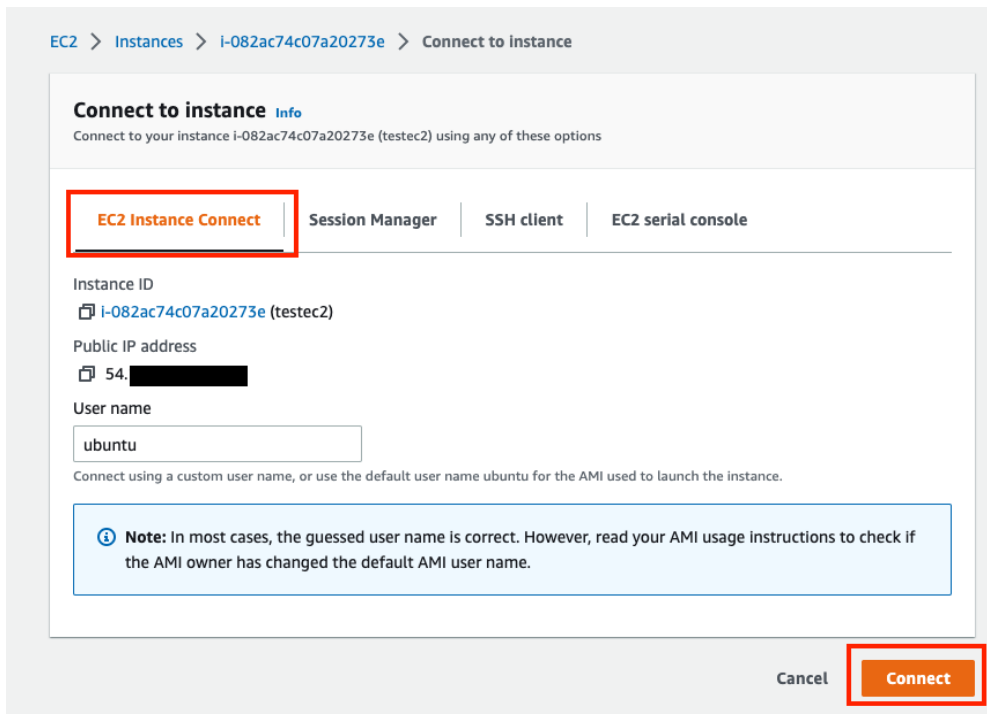 EC2 > Instances > i-082ac74c07a20273e > Connect to instance
Connect to instance Info
Connect to your instance i-082ac74c07a20273e (testec2) using any of these options
EC2 Instance Connect Session Manager SSH client EC2 serial console
Instance ID
i-082ac74c07a20273e (testec2)
Public IP address
54.
User name
ubuntu
Connect using a custom user name, or use the default user name ubuntu for the AMI used to launch the instance.
Note: In most cases, the guessed user name is correct. However, read your AMI usage instructions to check if
the AMI owner has changed the default AMI user name.
Cancel Connect